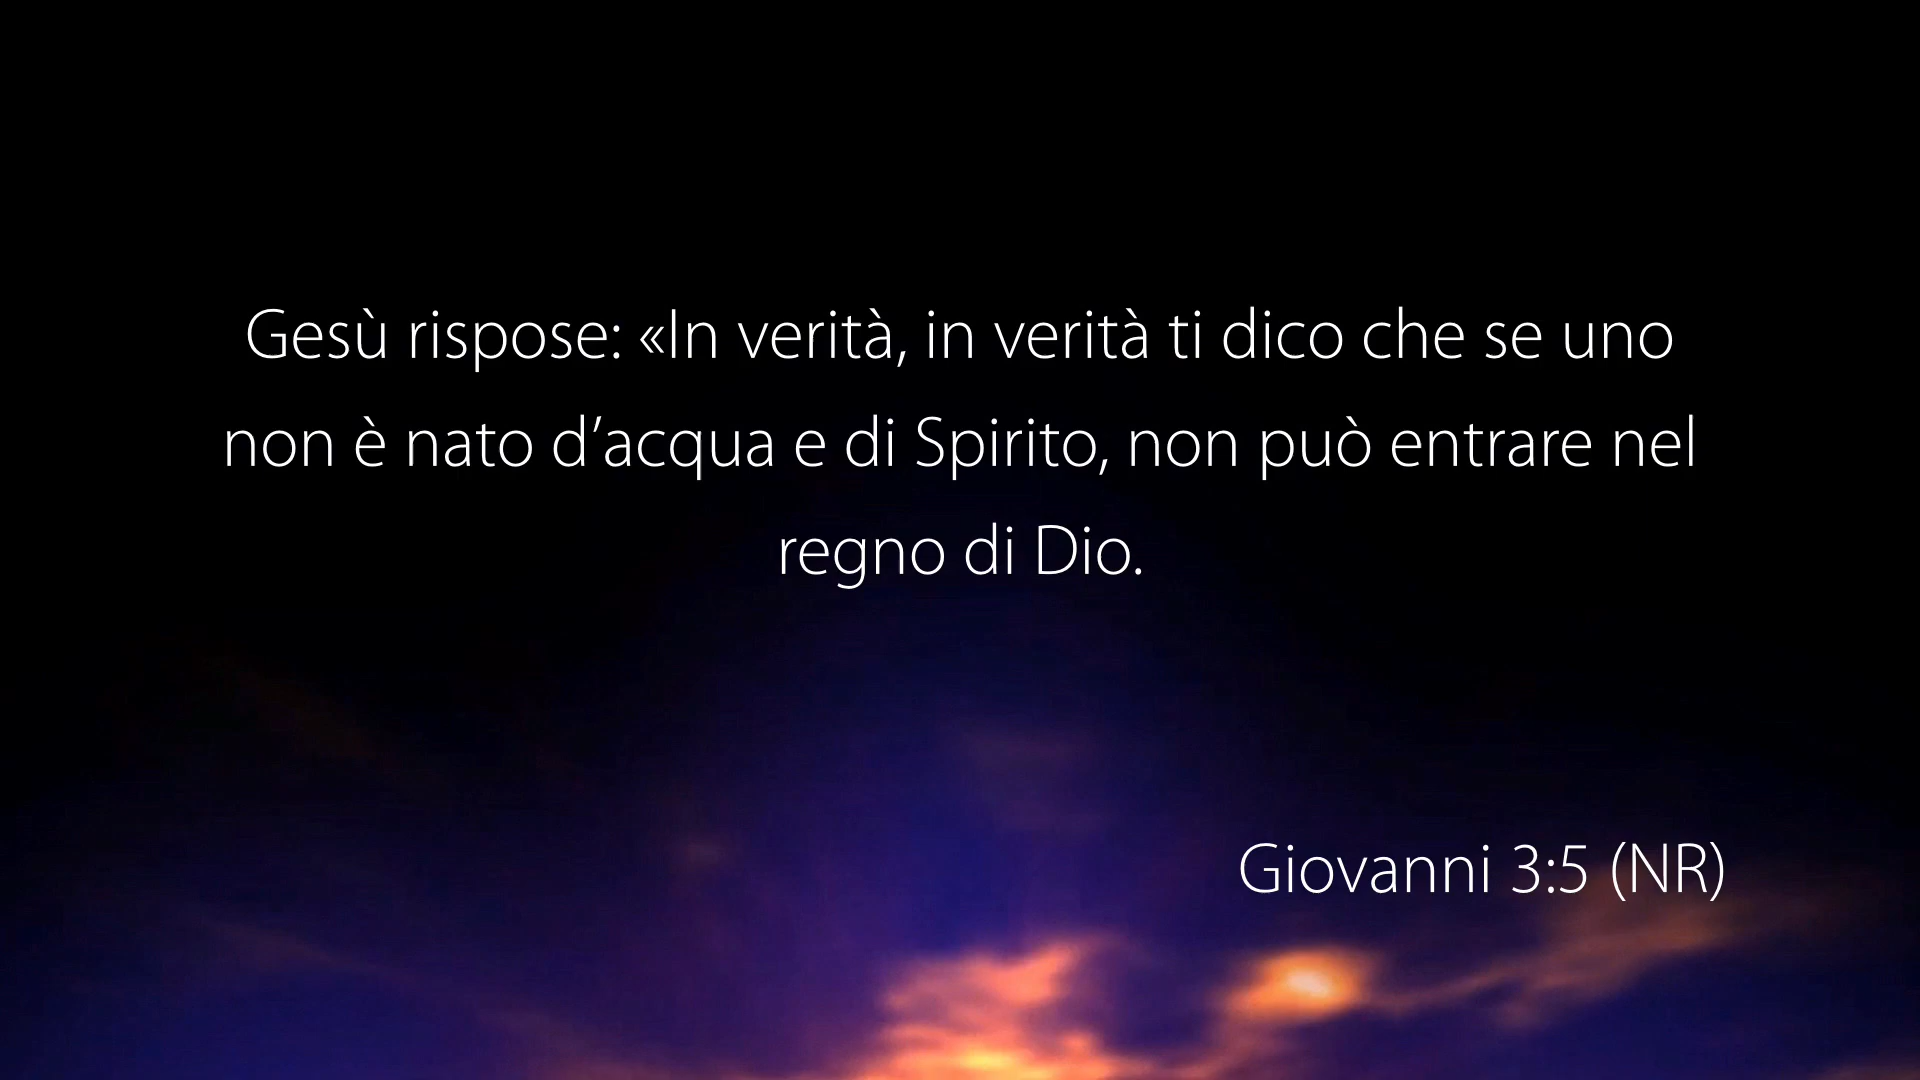 Gesù rispose: «In verità, in verità ti dico che se uno
non è nato d’acqua e di Spirito, non può entrare nel
regno di Dio.
Giovanni 3:5 (NR)